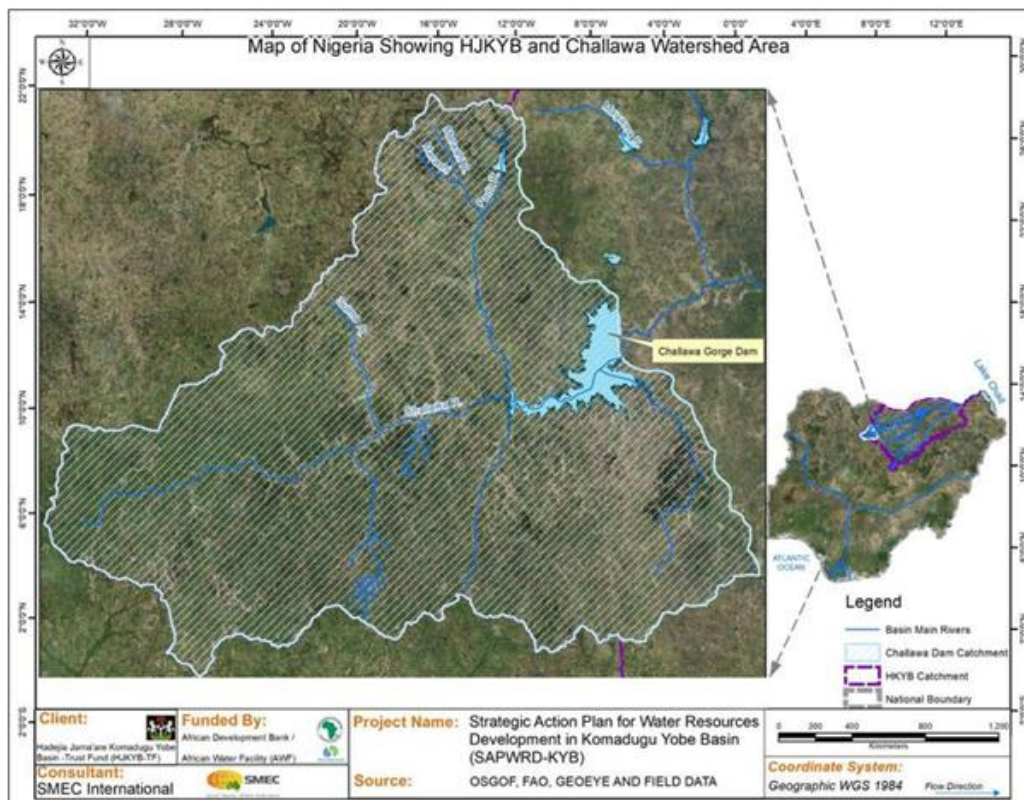 32°0'0"W 28°0'0"W 24°0'0"W 20°0'0"W 16°0'0"W 12°0'0"W 8°0'0"W 4°0'0"W 0°0'0" 4°0'0"E 8°0'0"E 12°0'0"E
Map of Nigeria Showing HJKYB and Challawa Watershed Area
22°0'0"N
18°0'0"N
14°0'0"N
10°0'0"N
6°0'0"N
2°0'0"N
2°0'0"S
Challawa Gorge Dam
Challawa R.
Lake Chad
ATLANTIC
OCEAN
Legend
Basin Main Rivers
Challawa Dam Catchment
HKYB Catchment
National Boundary
Client:
Hadejia Jama'are Komadugu Yobe
Basin -Trust Fund (HJKYB-TF)
Funded By:
African Development Bank /
African Water Facility (AWF)
Consultant:
SMEC International
SMEC
Project Name: Strategic Action Plan for Water Resources
Development in Komadugu Yobe Basin
(SAPWRD-KYB)
Source: OSGOF, FAO, GEOEYE AND FIELD DATA
0 200 400 800 1,200
Kilometers
Coordinate System:
Geographic WGS 1984 Flow Direction